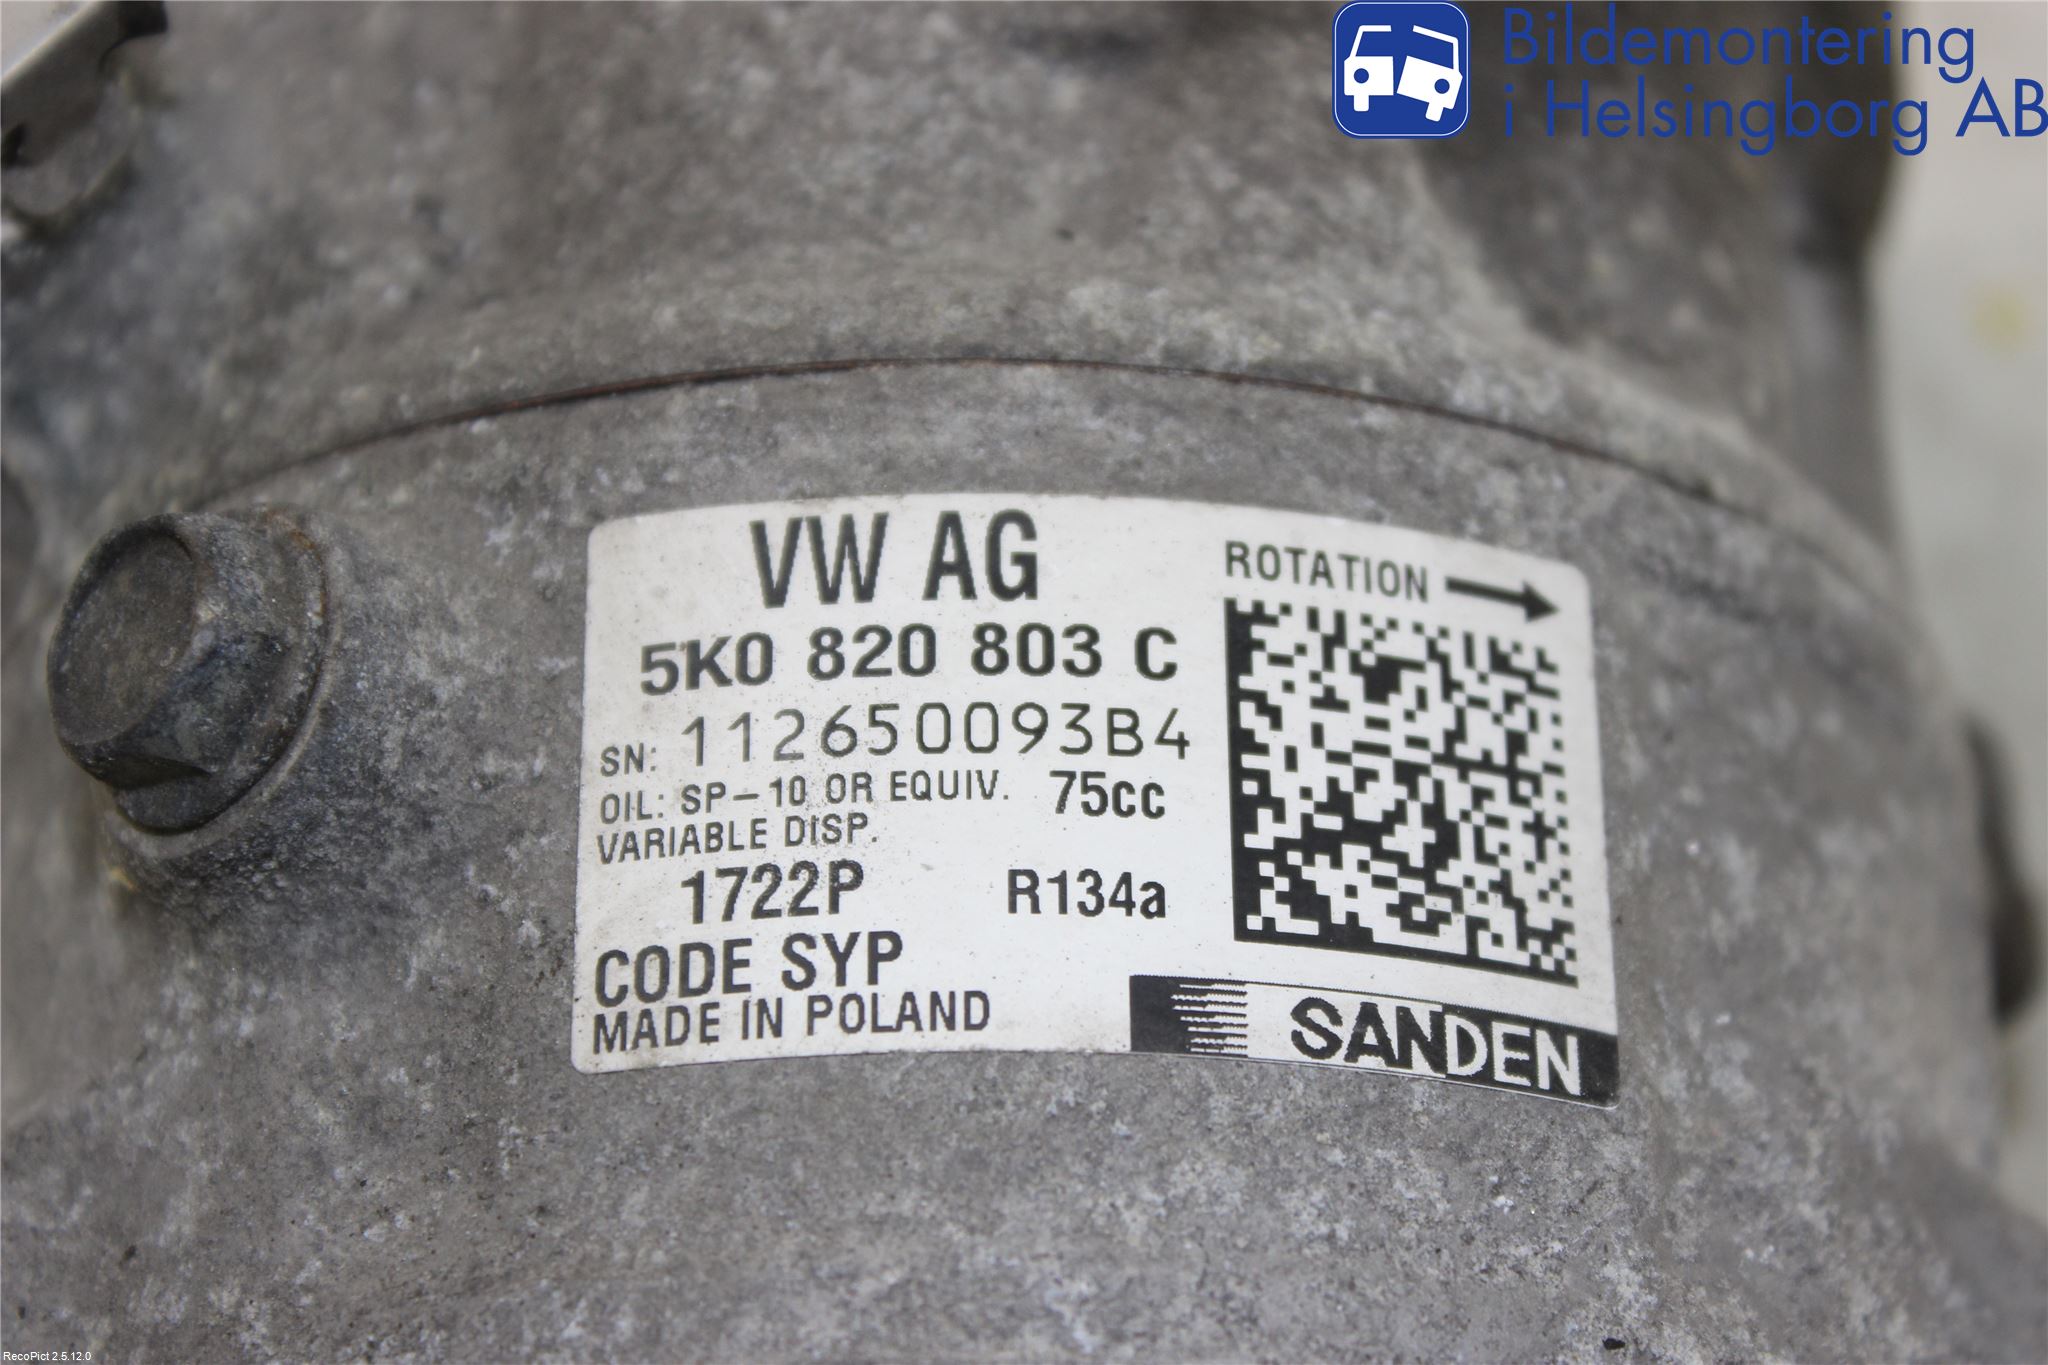 Bildemontering
i Helsingborg AB
VW AG
ROTATION
5K0 820 803 C
SN: 112650093B4
OIL: SP-10 OR EQUIV. 75cc
VARIABLE DISP.
1722P R134a
CODE SYP
MADE IN POLAND
SANDEN
RecoPict 2.5.12.0